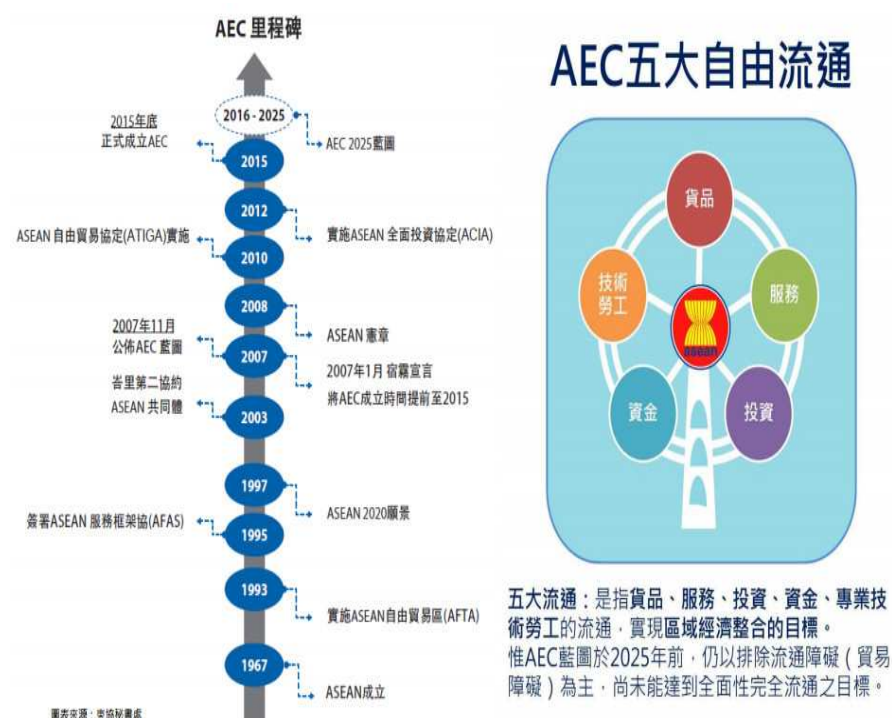 AEC 里程碑
2016 - 2025
AEC 2025藍圖
2015年底
正式成立AEC
2015
2012
實施ASEAN 全面投資協定(ACIA)
ASEAN 自由貿易協定(ATIGA)實施
2010
2008
ASEAN 憲章
2007年11月
公佈AEC 藍圖
2007
2007年1月 宿霧宣言
將AEC成立時間提前至2015
峇里第二協約
ASEAN 共同體
2003
1997
ASEAN 2020願景
簽署ASEAN 服務框架協(AFAS)
1995
1993
實施ASEAN自由貿易區(AFTA)
1967
ASEAN成立
圖表來源：東協秘書處
AEC五大自由流通
貨品
技術
勞工
服務
asean
資金
投資
五大流通：是指貨品、服務、投資、資金、專業技
術勞工的流通，實現區域經濟整合的目標。
惟AEC藍圖於2025年前，仍以排除流通障礙（貿易
障礙）為主，尚未能達到全面性完全流通之目標。